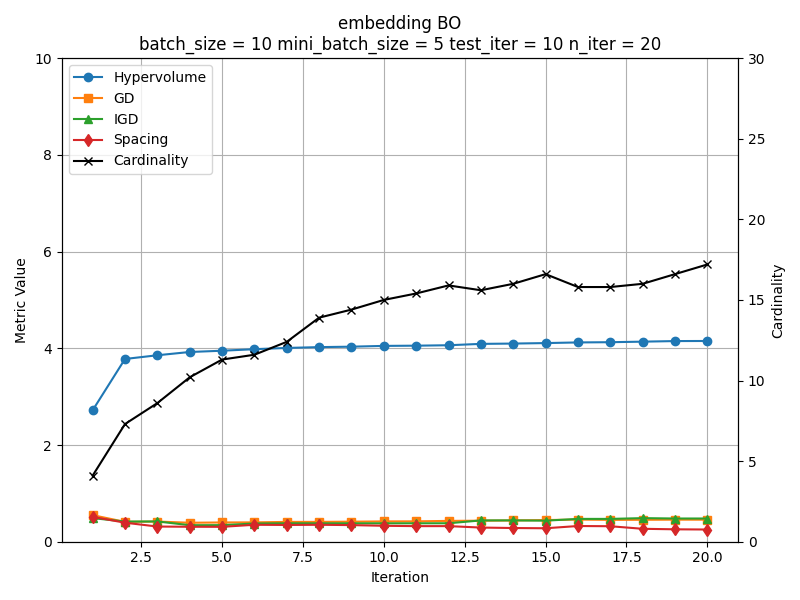 embedding BO
batch_size = 10 mini_batch_size = 5 test_iter = 10 n_iter = 20
Hypervolume
GD
IGD
Spacing
Cardinality
10
8
6
4
2
0
Metric Value
30
25
20
15
10
5
0
Cardinality
2.5
5.0
7.5
10.0
12.5
15.0
17.5
20.0
Iteration